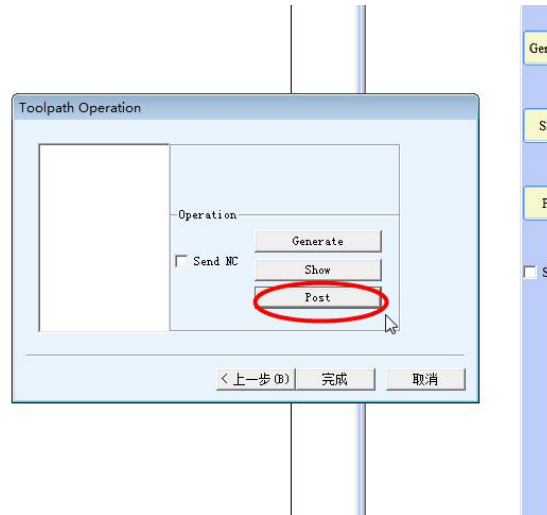 Toolpath Operation
Operation
Generate
Send NC
Show
Post
< 上一步(B)
完成
取消